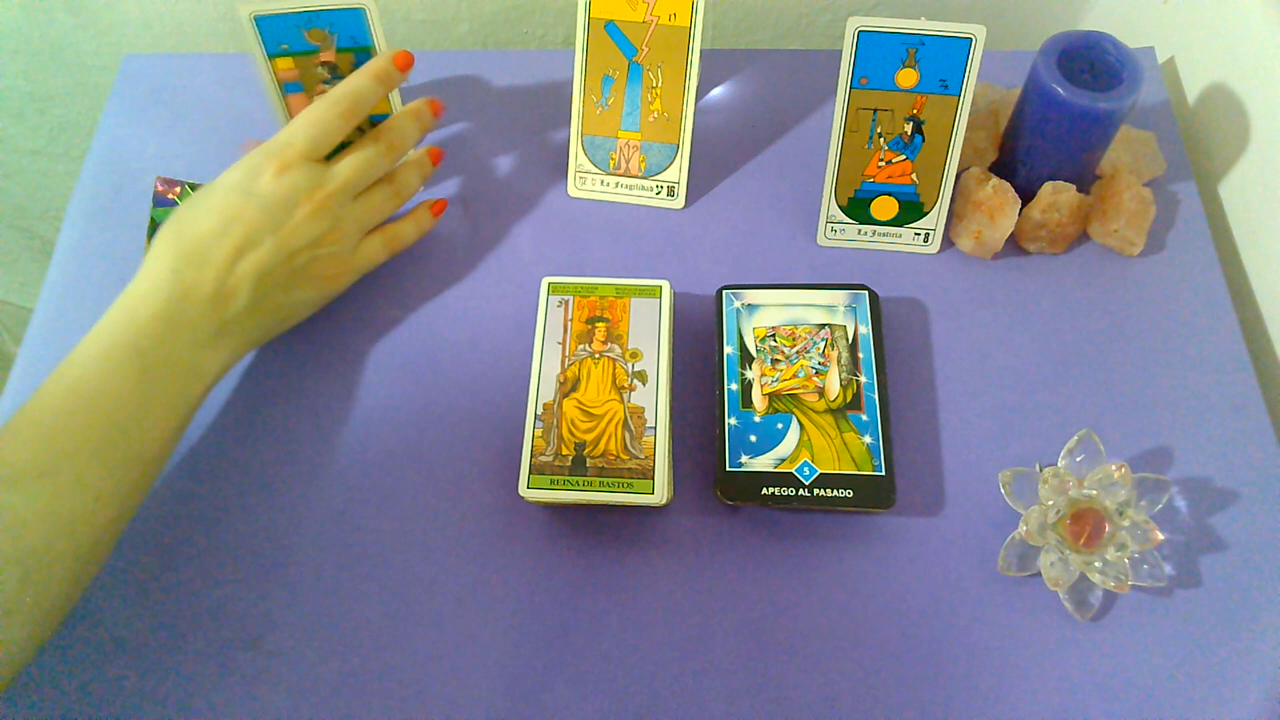 La Fragilidad 16
La Justicia 8
REINA DE BASTOS
5
APEGO AL PASADO